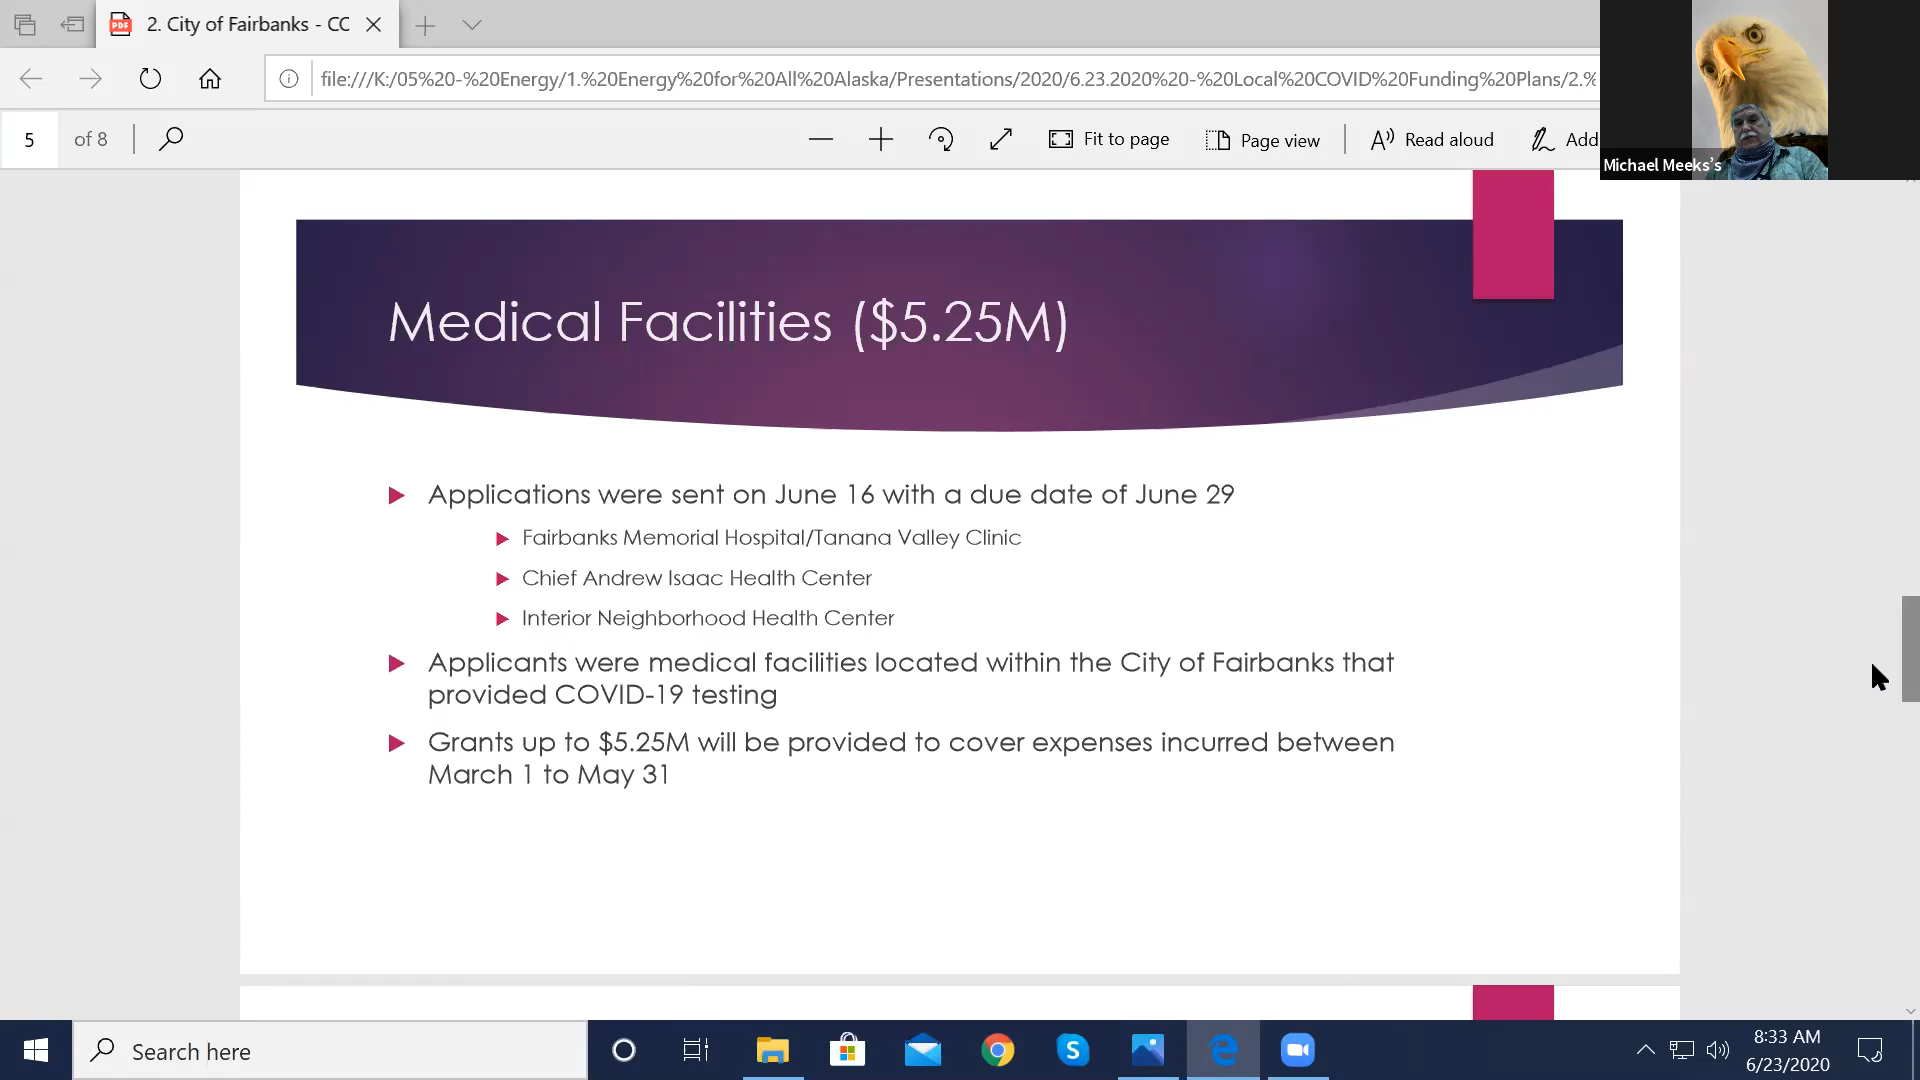 2. City of Fairbanks - CC
file:///K:/05%20-%20Energy/1.%20Energy%20for%20All%20Alaska/Presentations/2020/6.23.2020%20-%20Local%20COVID%20Funding%20Plans/2.%
5 of 8
Fit to page
Page view
Read aloud
Add
Michael Meeks's
Medical Facilities ($5.25M)
Applications were sent on June 16 with a due date of June 29
Fairbanks Memorial Hospital/Tanana Valley Clinic
Chief Andrew Isaac Health Center
Interior Neighborhood Health Center
Applicants were medical facilities located within the City of Fairbanks that
provided COVID-19 testing
Grants up to $5.25M will be provided to cover expenses incurred between
March 1 to May 31
Search here
8:33 AM
6/23/2020